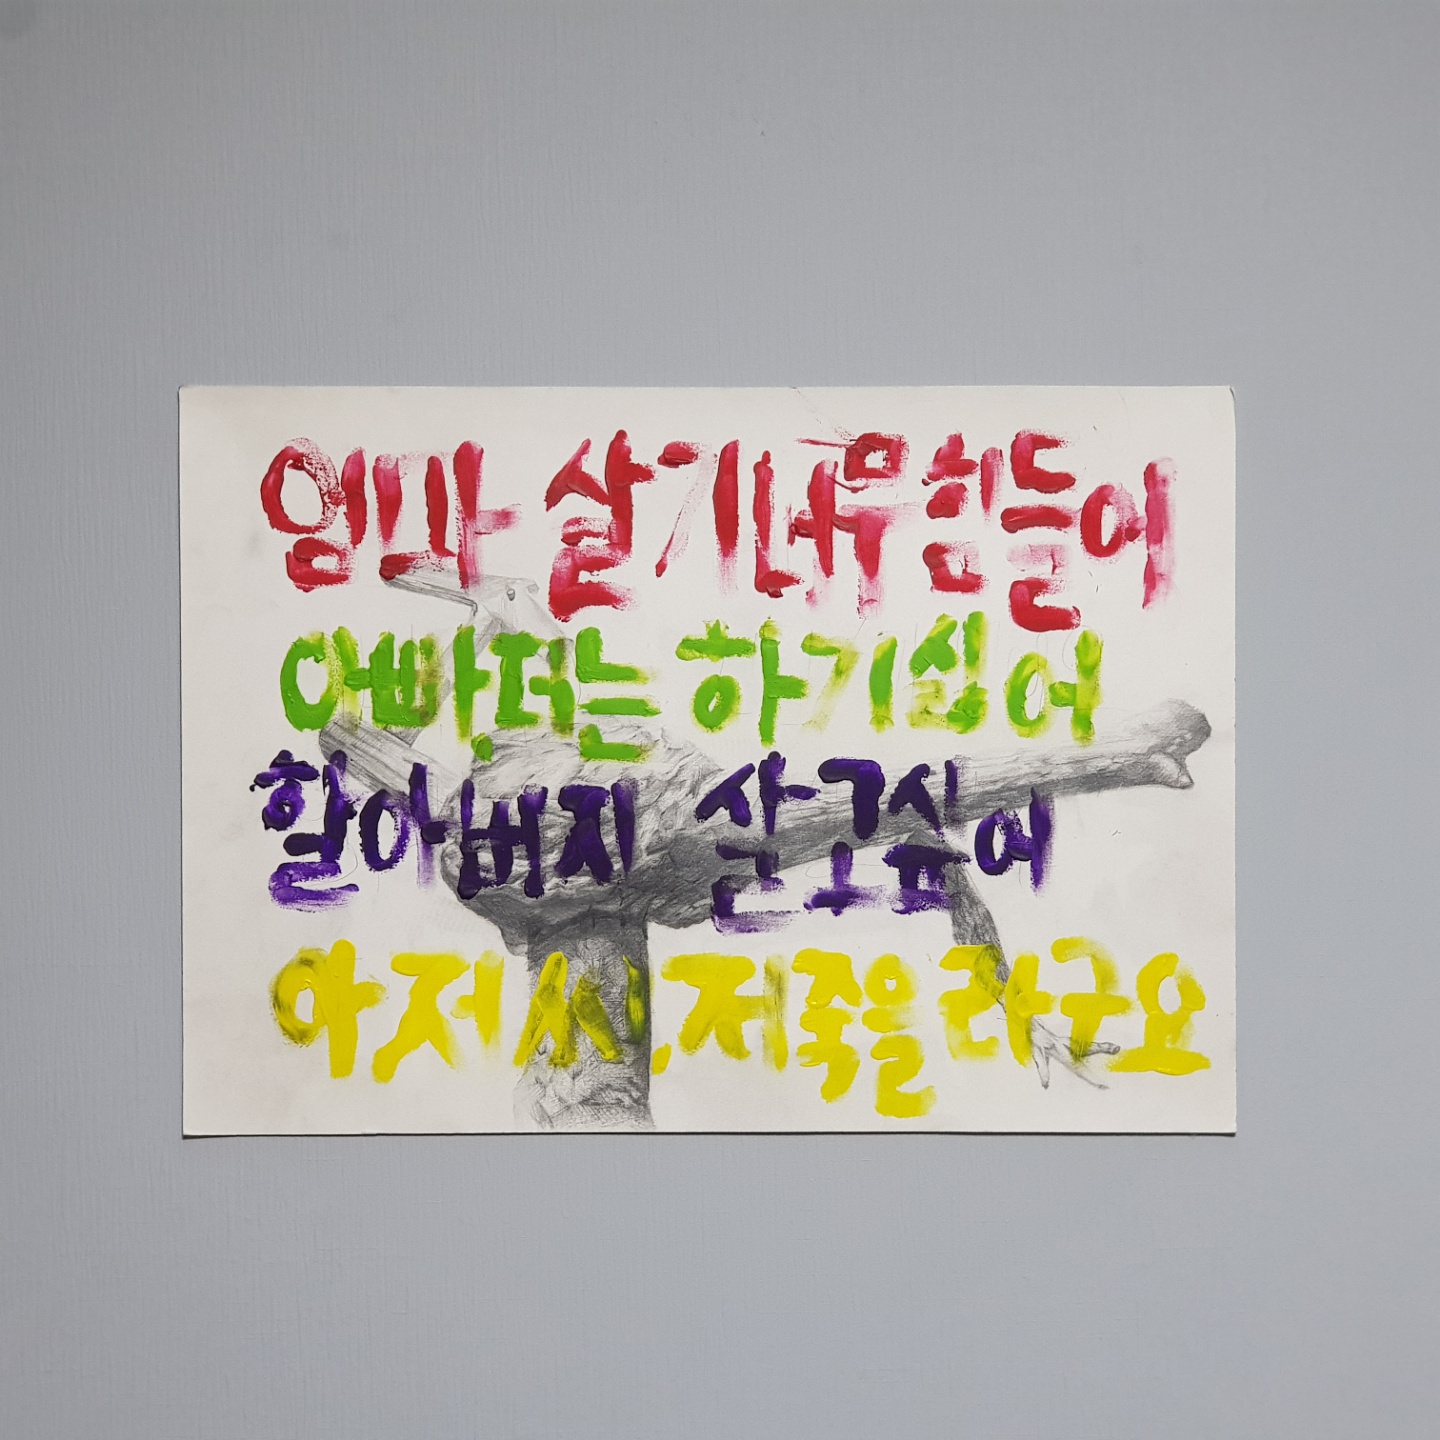 엄마 살기 너무 힘들어
아빠, 저는 하기 싫어
할아버지 살고 싶어
아저씨, 저 죽을라구요